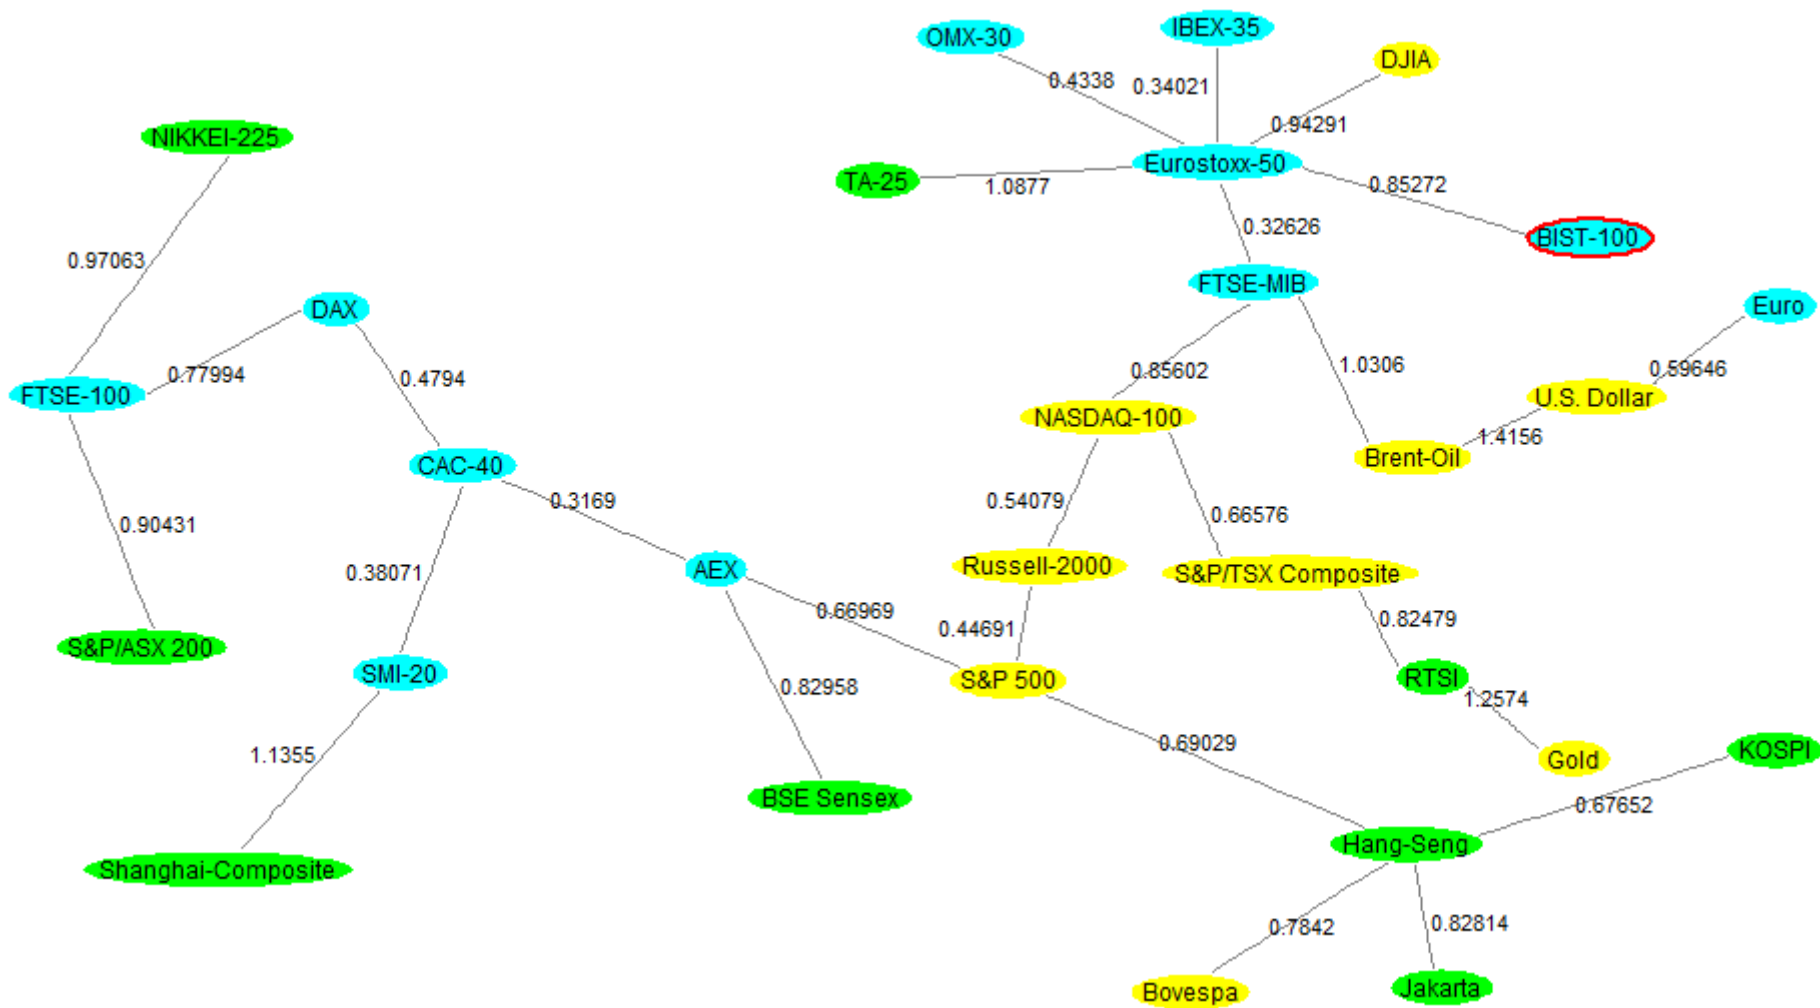 OMX-30
IBEX-35
DJIA
0.4338
0.34021
0.94291
NIKKEI-225
Eurostoxx-50
TA-25
1.0877
0.85272
0.32626
BIST-100
0.97063
FTSE-MIB
DAX
Euro
0.77994
0.4794
0.85602
1.0306
0.59646
FTSE-100
U.S. Dollar
NASDAQ-100
1.4156
CAC-40
Brent-Oil
0.3169
0.54079
0.66576
0.90431
0.38071
AEX
Russell-2000
S&P/TSX Composite
0.66969
0.44691
0.82479
S&P/ASX 200
SMI-20
0.82958
S&P 500
RTSI
1.2574
1.1355
0.69029
Gold
KOSPI
BSE Sensex
0.67652
Hang-Seng
Shanghai-Composite
0.7842
0.82814
Bovespa
Jakarta